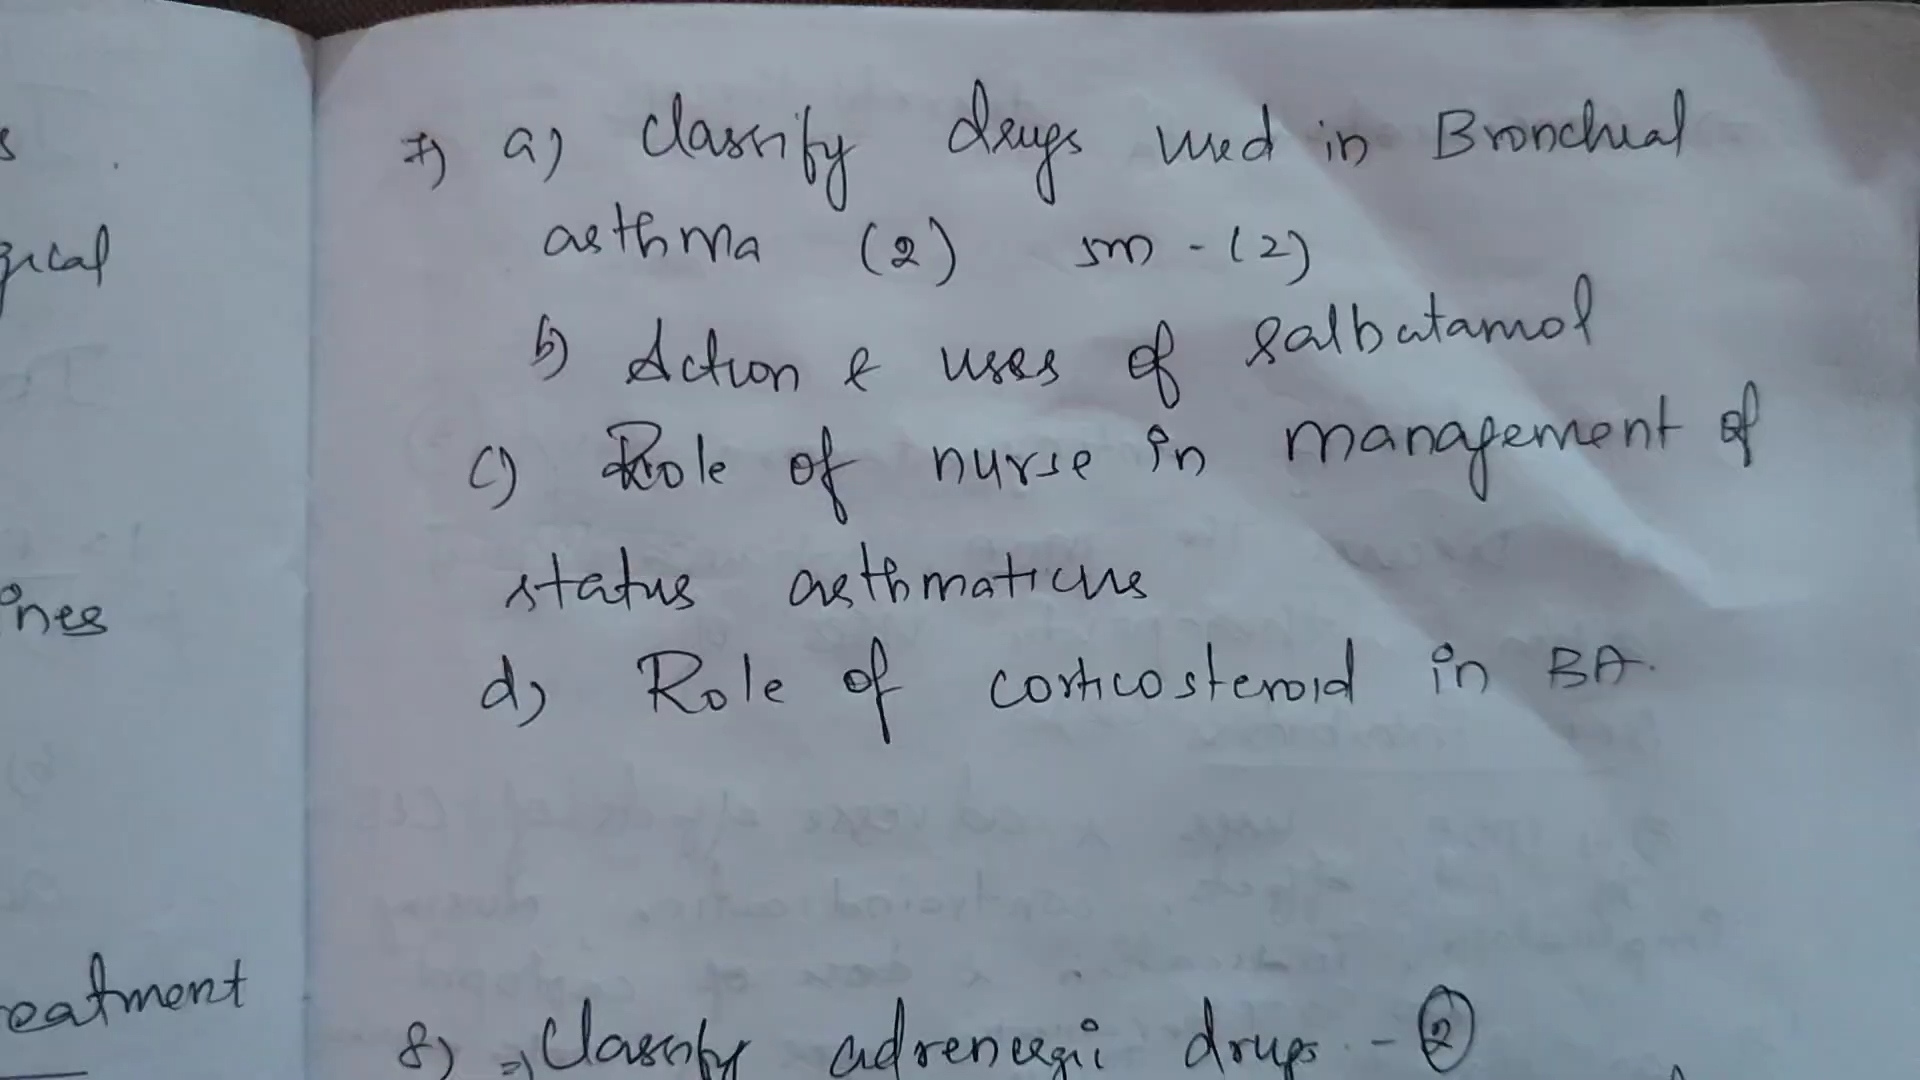 s
gical
ines
eatment
7) a) Classify drugs used in Bronchial
asthma (2) sm - (2)
b) Action & uses of salbutamol
c) Role of nurse in management of
status asthmaticus
d) Role of corticosteroid in BA.
8) Classify adrenergic drugs - 2